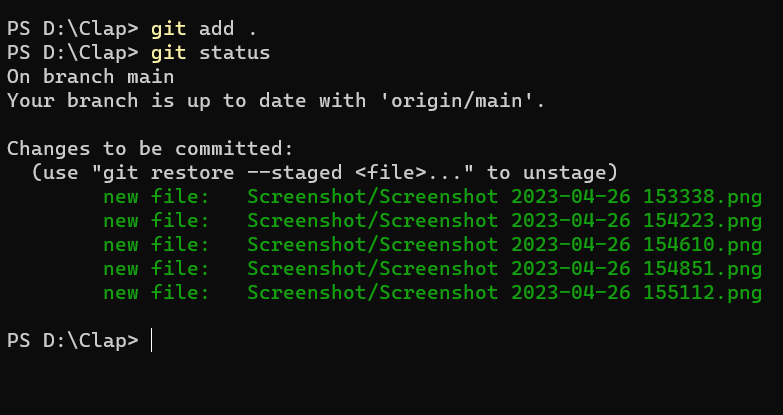 PS D:\Clap> git add .
PS D:\Clap> git status
On branch main
Your branch is up to date with 'origin/main'.
Changes to be committed:
(use "git restore --staged <file>..." to unstage)
new file: Screenshot/Screenshot 2023-04-26 153338.png
new file: Screenshot/Screenshot 2023-04-26 154223.png
new file: Screenshot/Screenshot 2023-04-26 154610.png
new file: Screenshot/Screenshot 2023-04-26 154851.png
new file: Screenshot/Screenshot 2023-04-26 155112.png
PS D:\Clap>